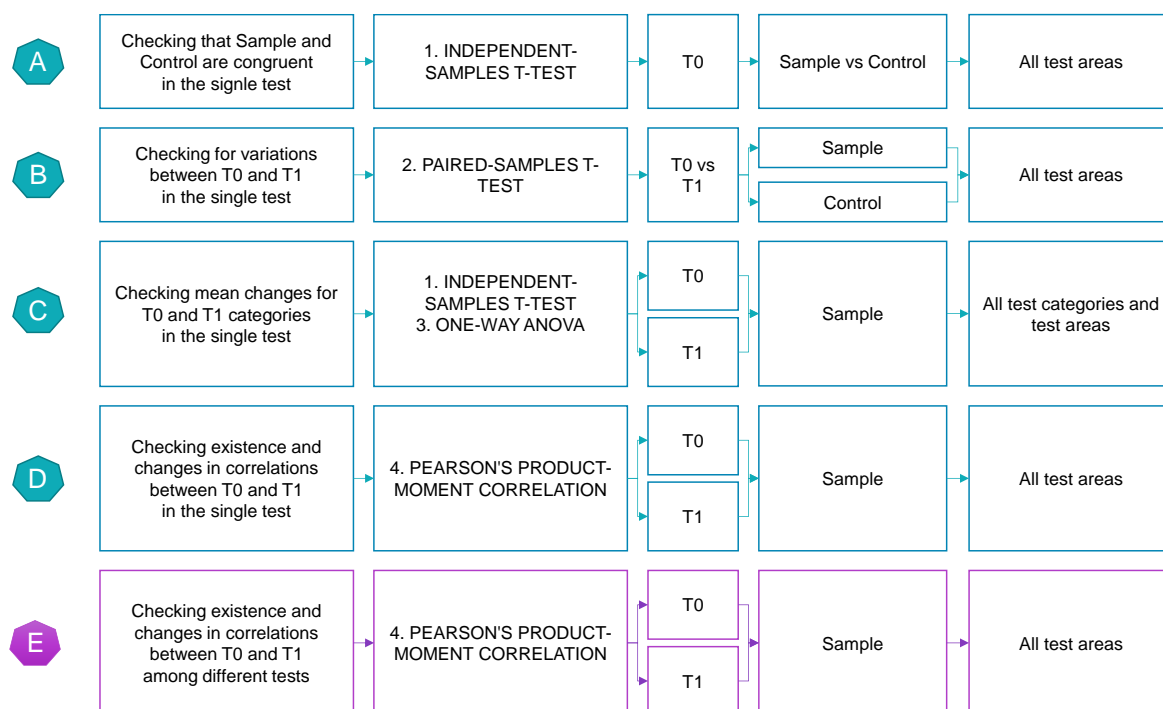 A
Checking that Sample and
Control are congruent
in the signle test
1. INDEPENDENT-
SAMPLES T-TEST
T0
Sample vs Control
All test areas
B
Checking for variations
between T0 and T1
in the single test
2. PAIRED-SAMPLES T-
TEST
T0 vs
T1
Sample
Control
All test areas
C
Checking mean changes for
T0 and T1 categories
in the single test
1. INDEPENDENT-
SAMPLES T-TEST
3. ONE-WAY ANOVA
T0
T1
Sample
All test categories and
test areas
D
Checking existence and
changes in correlations
between T0 and T1
in the single test
4. PEARSON'S PRODUCT-
MOMENT CORRELATION
T0
T1
Sample
All test areas
E
Checking existence and
changes in correlations
between T0 and T1
among different tests
4. PEARSON'S PRODUCT-
MOMENT CORRELATION
T0
T1
Sample
All test areas